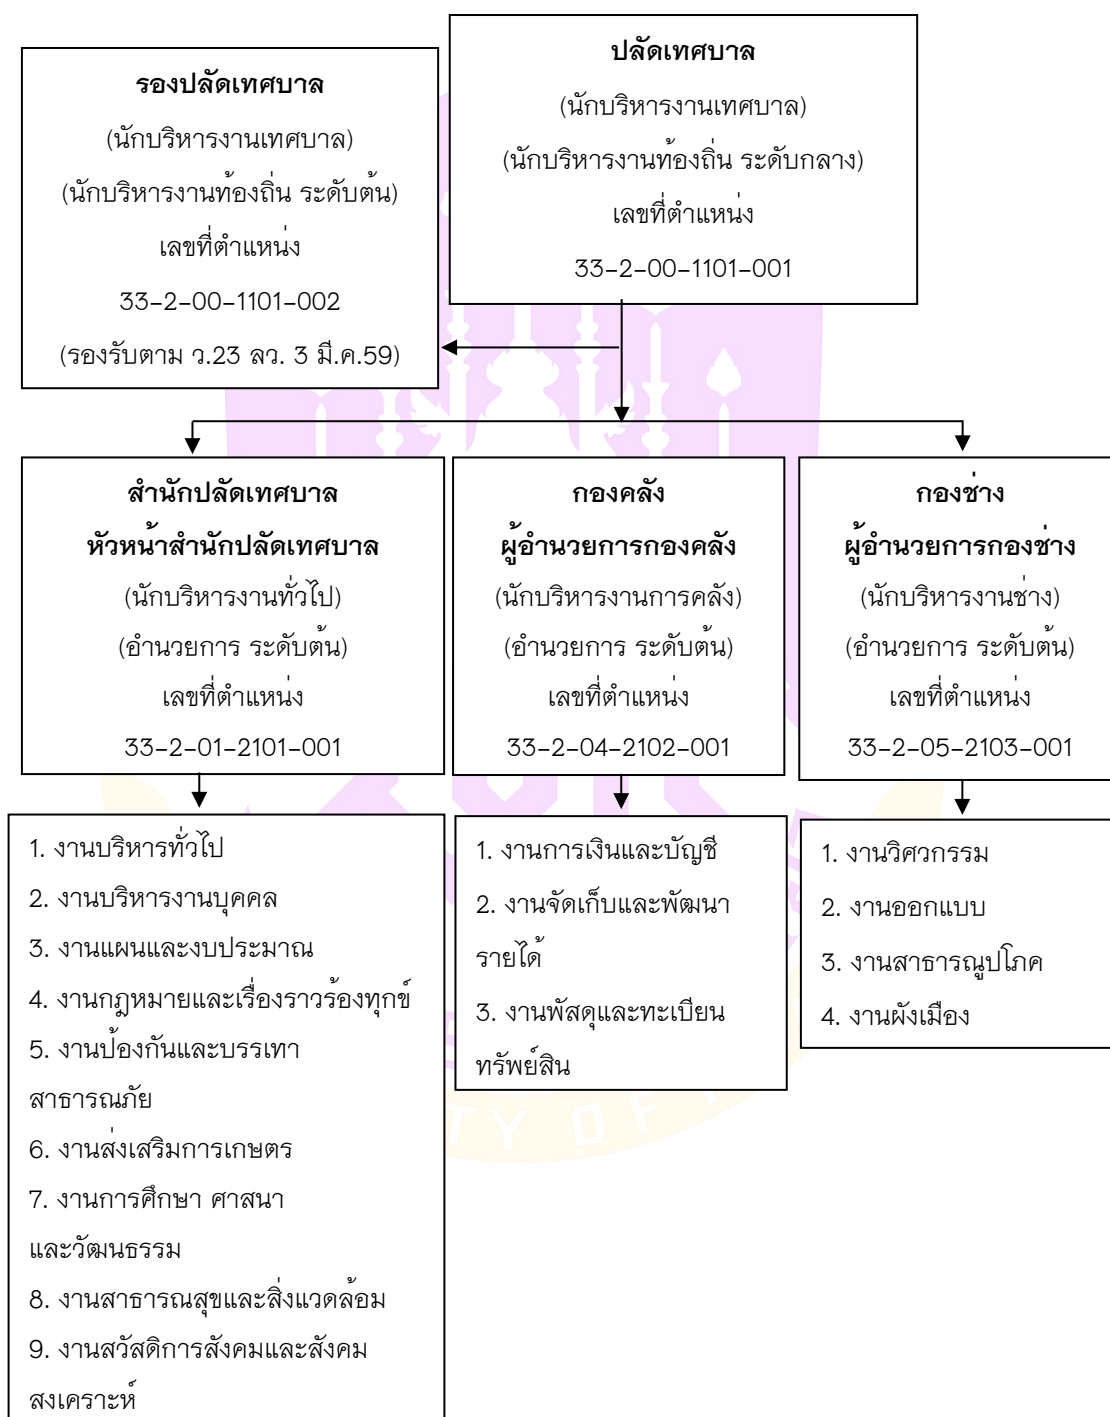 ปลัดเทศบาล
(นักบริหารงานเทศบาล)
(นักบริหารงานท้องถิ่น ระดับกลาง)
เลขที่ตำแหน่ง
33-2-00-1101-001
รองปลัดเทศบาล
(นักบริหารงานเทศบาล)
(นักบริหารงานท้องถิ่น ระดับต้น)
เลขที่ตำแหน่ง
33-2-00-1101-002
(รองรับตาม ว.23 ลว. 3 มี.ค.59)
สำนักปลัดเทศบาล
หัวหน้าสำนักปลัดเทศบาล
(นักบริหารงานทั่วไป)
(อำนวยการ ระดับต้น)
เลขที่ตำแหน่ง
33-2-01-2101-001
กองคลัง
ผู้อำนวยการกองคลัง
(นักบริหารงานการคลัง)
(อำนวยการ ระดับต้น)
เลขที่ตำแหน่ง
33-2-04-2102-001
กองช่าง
ผู้อำนวยการกองช่าง
(นักบริหารงานช่าง)
(อำนวยการ ระดับต้น)
เลขที่ตำแหน่ง
33-2-05-2103-001
1. งานบริหารทั่วไป
2. งานบริหารงานบุคคล
3. งานแผนและงบประมาณ
4. งานกฎหมายและเรื่องราวร้องทุกข์
5. งานป้องกันและบรรเทา
สาธารณภัย
6. งานส่งเสริมการเกษตร
7. งานการศึกษา ศาสนา
และวัฒนธรรม
8. งานสาธารณสุขและสิ่งแวดล้อม
9. งานสวัสดิการสังคมและสังคม
สงเคราะห์
1. งานการเงินและบัญชี
2. งานจัดเก็บและพัฒนา
รายได้
3. งานพัสดุและทะเบียน
ทรัพย์สิน
1. งานวิศวกรรม
2. งานออกแบบ
3. งานสาธารณูปโภค
4. งานผังเมือง